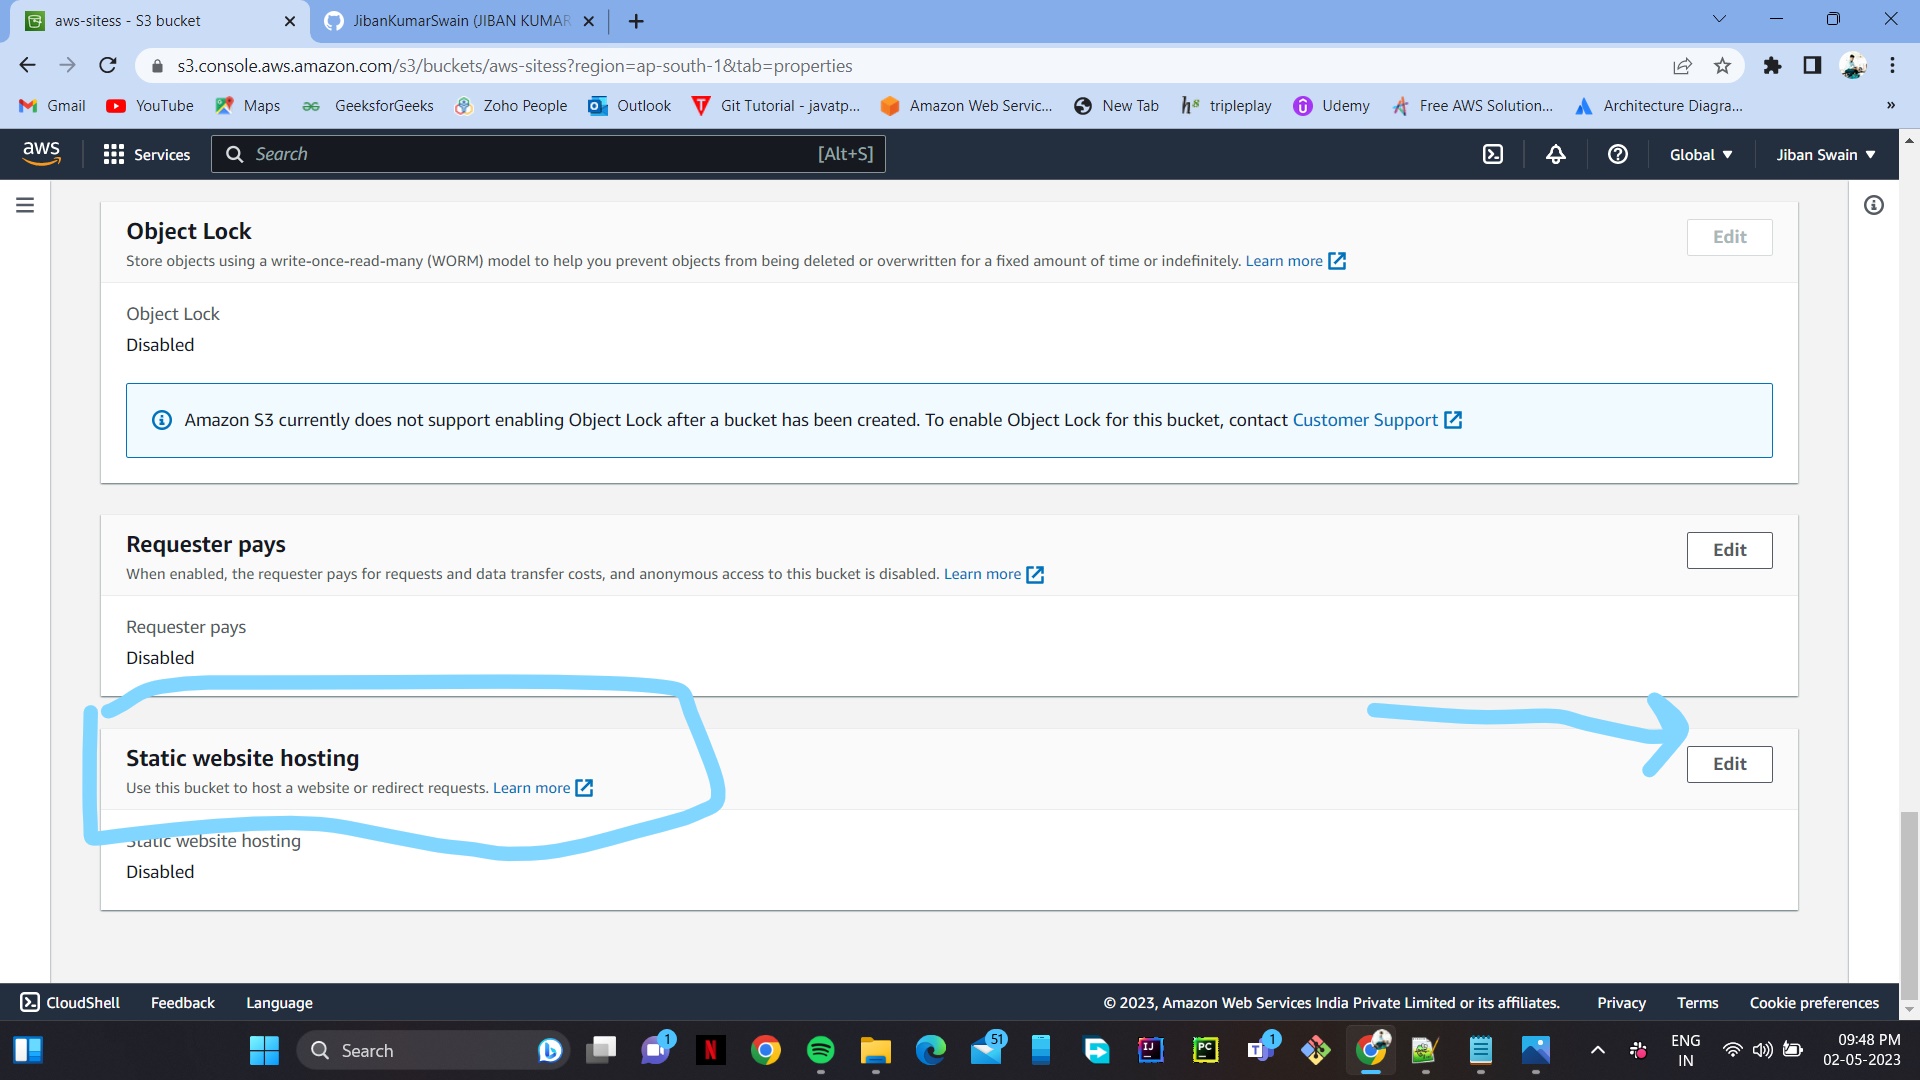 aws-sitess - S3 bucket
JibanKumarSwain (JIBAN KUMAR
s3.console.aws.amazon.com/s3/buckets/aws-sitess?region=ap-south-1&tab=properties
Gmail YouTube Maps GeeksforGeeks Zoho People Outlook Git Tutorial - javatp... Amazon Web Servic... New Tab tripleplay Udemy Free AWS Solution... Architecture Diagra... »
aws Services Search [Alt+S] Global Jiban Swain
Object Lock
Edit
Store objects using a write-once-read-many (WORM) model to help you prevent objects from being deleted or overwritten for a fixed amount of time or indefinitely. Learn more
Object Lock
Disabled
Amazon S3 currently does not support enabling Object Lock after a bucket has been created. To enable Object Lock for this bucket, contact Customer Support
Requester pays
Edit
When enabled, the requester pays for requests and data transfer costs, and anonymous access to this bucket is disabled. Learn more
Requester pays
Disabled
Static website hosting
Edit
Use this bucket to host a website or redirect requests. Learn more
Static website hosting
Disabled
CloudShell Feedback Language © 2023, Amazon Web Services India Private Limited or its affiliates. Privacy Terms Cookie preferences
Search 1 N 51 IJ PC 1 ENG 09:48 PM
IN 02-05-2023